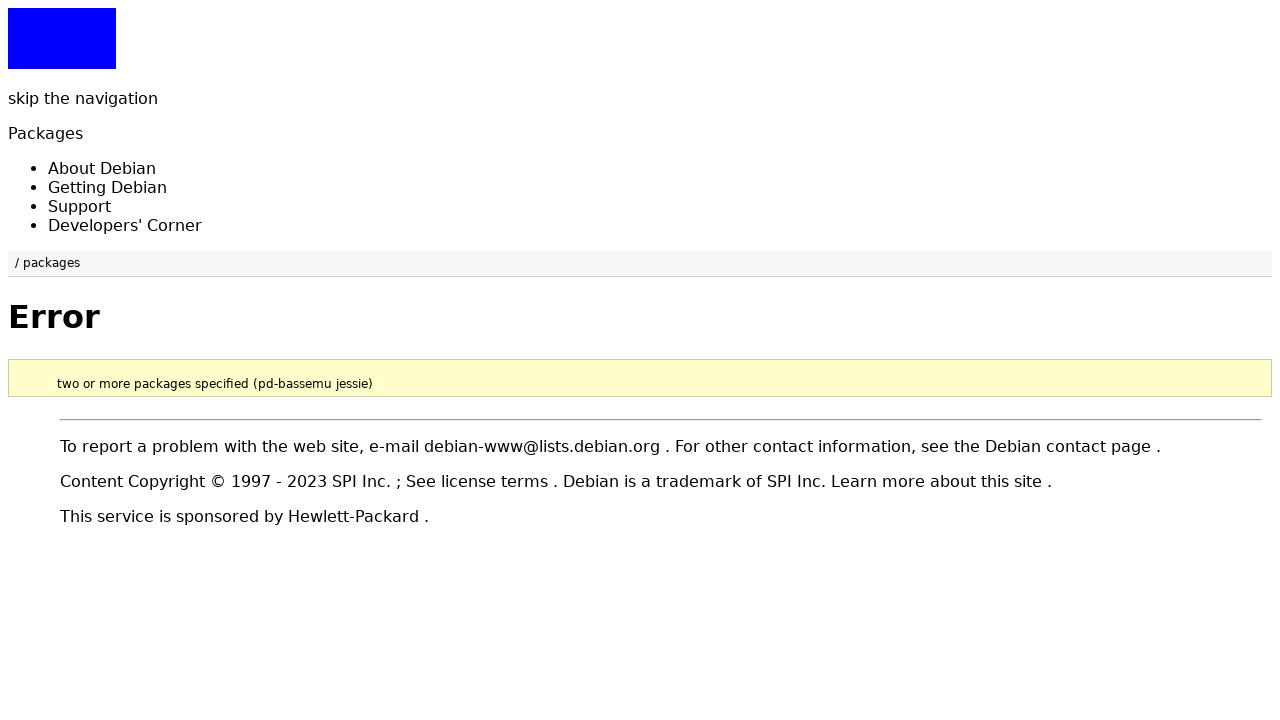 skip the navigation
Packages
About Debian
Getting Debian
Support
Developers' Corner
/ packages
Error
two or more packages specified (pd-bassemu jessie)
To report a problem with the web site, e-mail debian-www@lists.debian.org . For other contact information, see the Debian contact page .
Content Copyright © 1997 - 2023 SPI Inc. ; See license terms . Debian is a trademark of SPI Inc. Learn more about this site .
This service is sponsored by Hewlett-Packard .